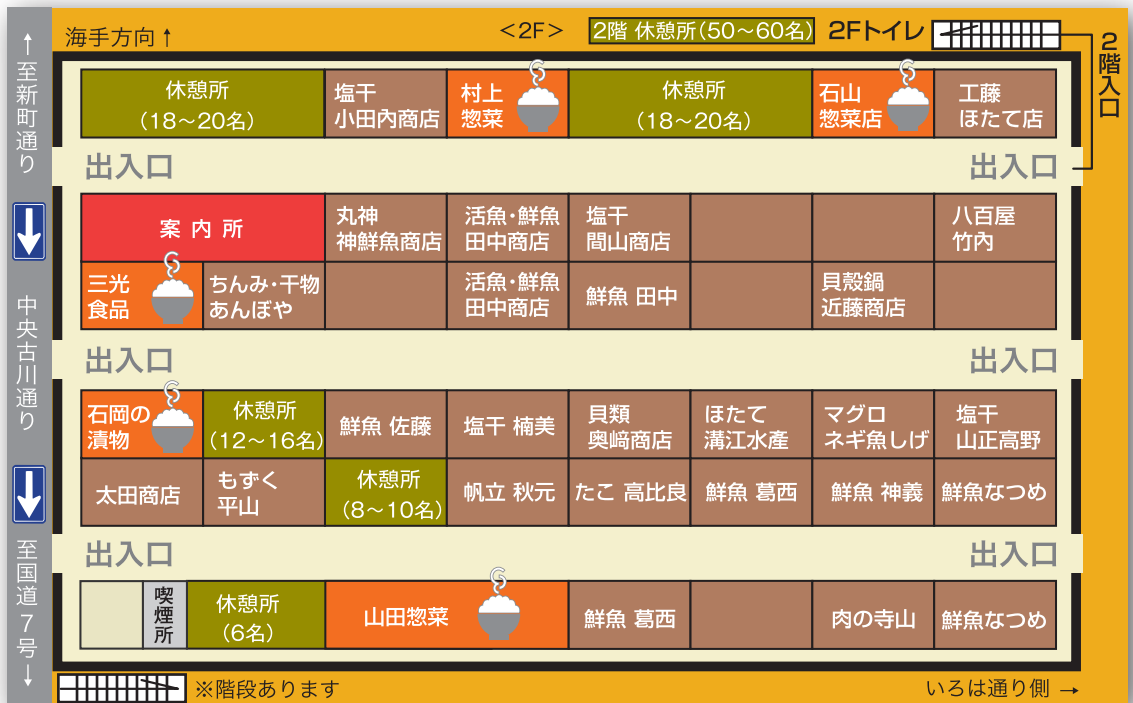 ↑至新町通り
中央古川通り
至国道7号→
海手方向↑
<2F>
2階 休憩所(50~60名)
2Fトイレ
2階入口
休憩所
(18~20名)
塩干
小田内商店
村上
惣菜
休憩所
(18~20名)
石山
惣菜店
工藤
ほたて店
出入口
出入口
案内所
丸神
神鮮魚商店
活魚・鮮魚
田中商店
塩干
間山商店
八百屋
竹内
三光
食品
ちんみ・干物
あんぼや
活魚・鮮魚
田中商店
鮮魚 田中
貝殻鍋
近藤商店
出入口
出入口
石岡の
漬物
休憩所
(12~16名)
鮮魚 佐藤
塩干 楠美
貝類
奥﨑商店
ほたて
溝江水産
マグロ
ネギ魚しげ
塩干
山正高野
太田商店
もずく
平山
休憩所
(8~10名)
帆立 秋元
たこ 高比良
鮮魚 葛西
鮮魚 神義
鮮魚なつめ
出入口
出入口
喫煙所
休憩所
(6名)
山田惣菜
鮮魚 葛西
肉の寺山
鮮魚なつめ
※階段あります
いろは通り側 →